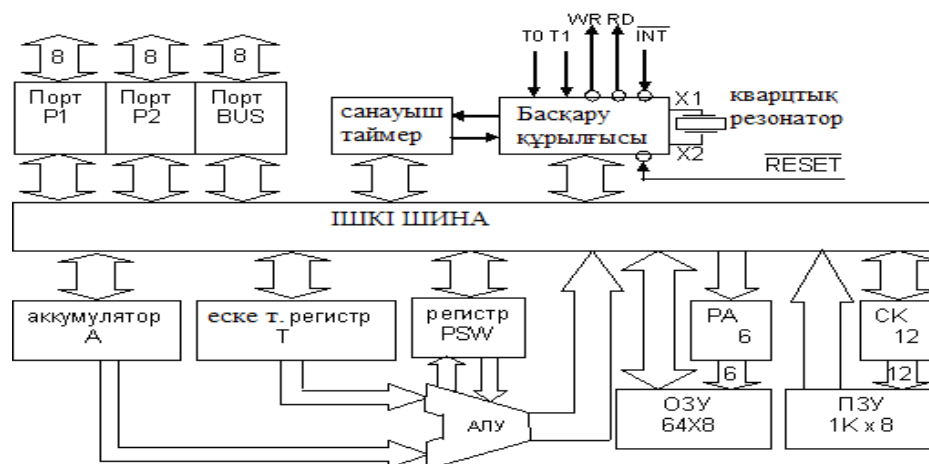 WR RD
T0 T1 INT
8 8 8
Порт P1
Порт P2
Порт BUS
санауыш
таймер
Басқару
құрылғысы
X1
X2
кварцтық
резонатор
RESET
ІШКІ ШИНА
аккумулятор
А
еске т. регистр
Т
регистр
PSW
РА
6
СК
12
6
12
АЛУ
ОЗУ
64X8
ПЗУ
1К х 8